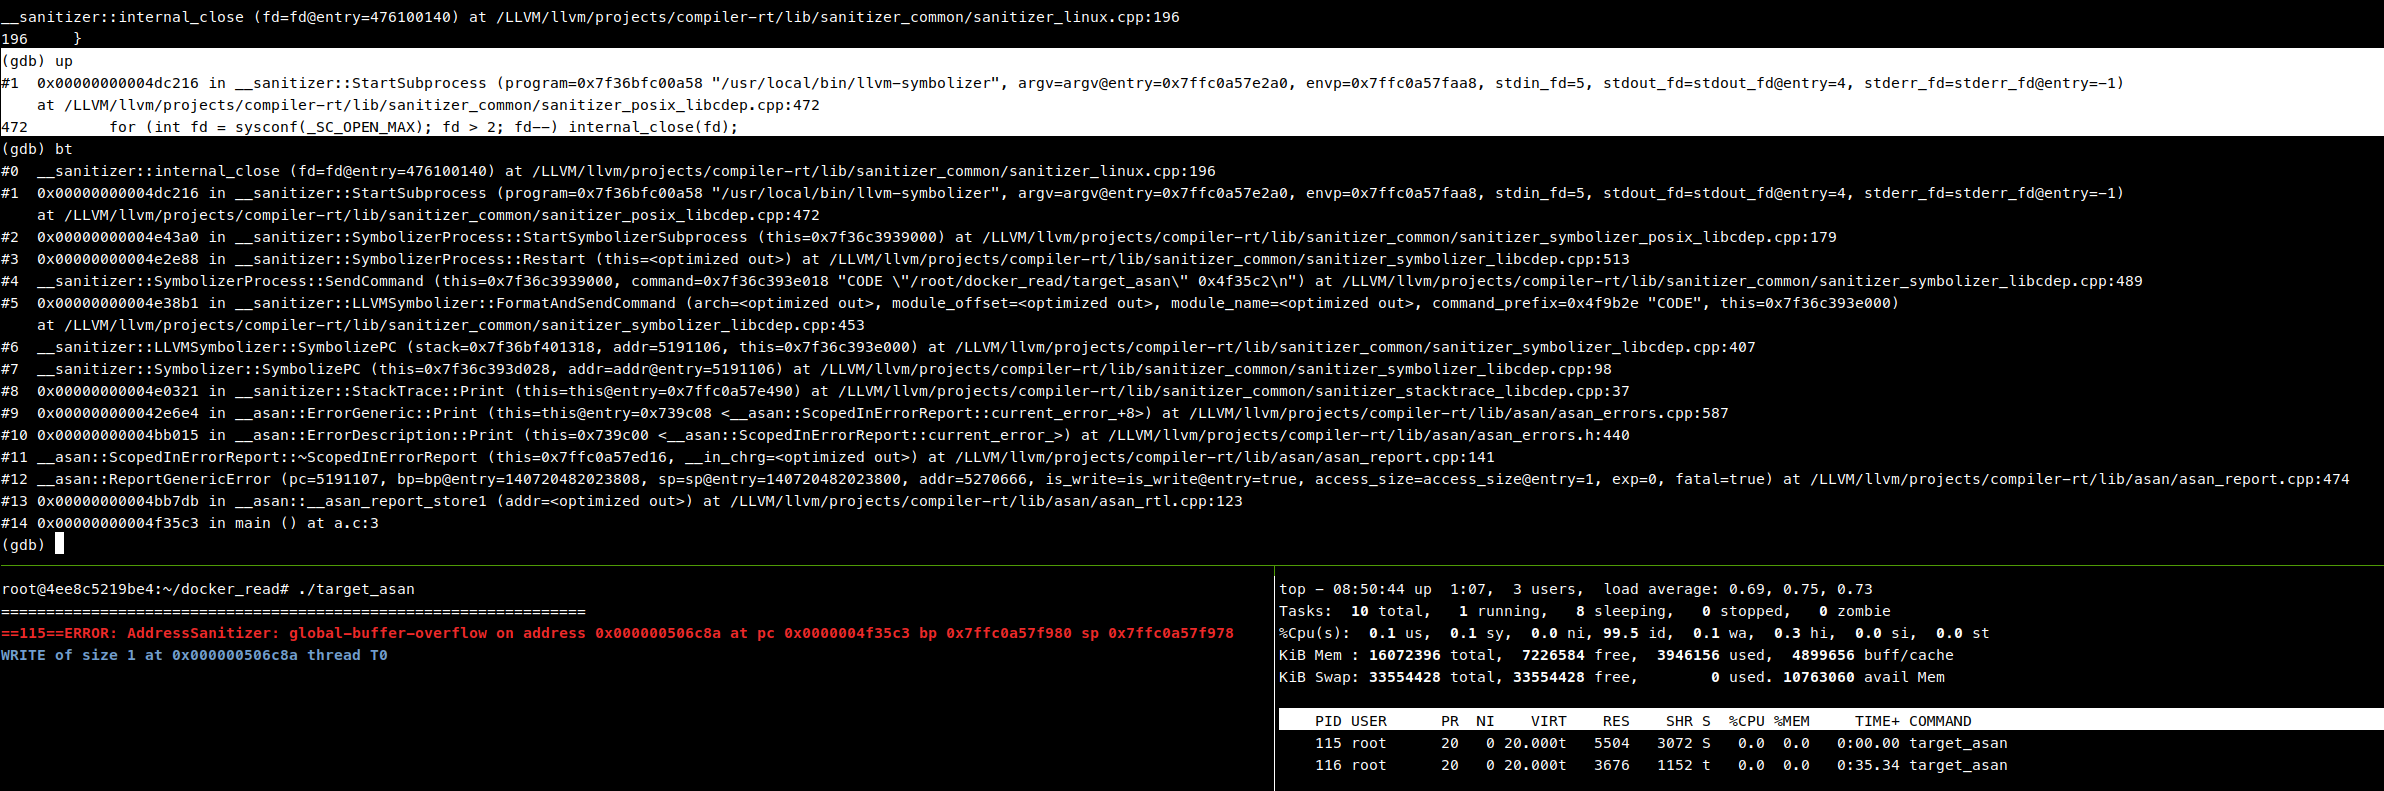 __sanitizer::internal_close (fd=fd@entry=476100140) at /LLVM/llvm/projects/compiler-rt/lib/sanitizer_common/sanitizer_linux.cpp:196
196     }
(gdb) up
#1  0x00000000004dc216 in __sanitizer::StartSubprocess (program=0x7f36bfc00a58 "/usr/local/bin/llvm-symbolizer", argv=argv@entry=0x7ffc0a57e2a0, envp=0x7ffc0a57faa8, stdin_fd=5, stdout_fd=stdout_fd@entry=4, stderr_fd=stderr_fd@entry=-1)
    at /LLVM/llvm/projects/compiler-rt/lib/sanitizer_common/sanitizer_posix_libcdep.cpp:472
472         for (int fd = sysconf(_SC_OPEN_MAX); fd > 2; fd--) internal_close(fd);
(gdb) bt
#0  __sanitizer::internal_close (fd=fd@entry=476100140) at /LLVM/llvm/projects/compiler-rt/lib/sanitizer_common/sanitizer_linux.cpp:196
#1  0x00000000004dc216 in __sanitizer::StartSubprocess (program=0x7f36bfc00a58 "/usr/local/bin/llvm-symbolizer", argv=argv@entry=0x7ffc0a57e2a0, envp=0x7ffc0a57faa8, stdin_fd=5, stdout_fd=stdout_fd@entry=4, stderr_fd=stderr_fd@entry=-1)
    at /LLVM/llvm/projects/compiler-rt/lib/sanitizer_common/sanitizer_posix_libcdep.cpp:472
#2  0x00000000004e43a0 in __sanitizer::SymbolizerProcess::StartSymbolizerSubprocess (this=0x7f36c3939000) at /LLVM/llvm/projects/compiler-rt/lib/sanitizer_common/sanitizer_symbolizer_posix_libcdep.cpp:179
#3  0x00000000004e2e88 in __sanitizer::SymbolizerProcess::Restart (this=<optimized out>) at /LLVM/llvm/projects/compiler-rt/lib/sanitizer_common/sanitizer_symbolizer_libcdep.cpp:513
#4  __sanitizer::SymbolizerProcess::SendCommand (this=0x7f36c3939000, command=0x7f36c393e018 "CODE \"/root/docker_read/target_asan\" 0x4f35c2\n") at /LLVM/llvm/projects/compiler-rt/lib/sanitizer_common/sanitizer_symbolizer_libcdep.cpp:489
#5  0x00000000004e38b1 in __sanitizer::LLVMSymbolizer::FormatAndSendCommand (arch=<optimized out>, module_offset=<optimized out>, module_name=<optimized out>, command_prefix=0x4f9b2e "CODE", this=0x7f36c393e000)
    at /LLVM/llvm/projects/compiler-rt/lib/sanitizer_common/sanitizer_symbolizer_libcdep.cpp:453
#6  __sanitizer::LLVMSymbolizer::SymbolizePC (stack=0x7f36bf401318, addr=5191106, this=0x7f36c393e000) at /LLVM/llvm/projects/compiler-rt/lib/sanitizer_common/sanitizer_symbolizer_libcdep.cpp:407
#7  __sanitizer::Symbolizer::SymbolizePC (this=0x7f36c393d028, addr=addr@entry=5191106) at /LLVM/llvm/projects/compiler-rt/lib/sanitizer_common/sanitizer_symbolizer_libcdep.cpp:98
#8  0x00000000004e0321 in __sanitizer::StackTrace::Print (this=this@entry=0x7ffc0a57e490) at /LLVM/llvm/projects/compiler-rt/lib/sanitizer_common/sanitizer_stacktrace_libcdep.cpp:37
#9  0x000000000042e6e4 in __asan::ErrorGeneric::Print (this=this@entry=0x739c08 <__asan::ScopedInErrorReport::current_error_+8>) at /LLVM/llvm/projects/compiler-rt/lib/asan/asan_errors.cpp:587
#10 0x00000000004bb015 in __asan::ErrorDescription::Print (this=0x739c00 <__asan::ScopedInErrorReport::current_error_>) at /LLVM/llvm/projects/compiler-rt/lib/asan/asan_errors.h:440
#11 __asan::ScopedInErrorReport::~ScopedInErrorReport (this=0x7ffc0a57ed16, __in_chrg=<optimized out>) at /LLVM/llvm/projects/compiler-rt/lib/asan/asan_report.cpp:141
#12 __asan::ReportGenericError (pc=5191107, bp=bp@entry=140720482023808, sp=sp@entry=140720482023800, addr=5270666, is_write=is_write@entry=true, access_size=access_size@entry=1, exp=0, fatal=true) at /LLVM/llvm/projects/compiler-rt/lib/asan/asan_report.cpp:474
#13 0x00000000004bb7db in __asan::__asan_report_store1 (addr=<optimized out>) at /LLVM/llvm/projects/compiler-rt/lib/asan/asan_rtl.cpp:123
#14 0x00000000004f35c3 in main () at a.c:3
(gdb)
root@4ee8c5219be4:~/docker_read# ./target_asan
=================================================================
==115==ERROR: AddressSanitizer: global-buffer-overflow on address 0x000000506c8a at pc 0x0000004f35c3 bp 0x7ffc0a57f980 sp 0x7ffc0a57f978
WRITE of size 1 at 0x000000506c8a thread T0
top - 08:50:44 up  1:07,  3 users,  load average: 0.69, 0.75, 0.73
Tasks:  10 total,   1 running,   8 sleeping,   0 stopped,   0 zombie
%Cpu(s):  0.1 us,  0.1 sy,  0.0 ni, 99.5 id,  0.1 wa,  0.3 hi,  0.0 si,  0.0 st
KiB Mem : 16072396 total,  7226584 free,  3946156 used,  4899656 buff/cache
KiB Swap: 33554428 total, 33554428 free,        0 used. 10763060 avail Mem
    PID USER      PR  NI    VIRT    RES    SHR S  %CPU %MEM     TIME+ COMMAND
    115 root      20   0 20.000t   5504   3072 S   0.0  0.0   0:00.00 target_asan
    116 root      20   0 20.000t   3676   1152 t   0.0  0.0   0:35.34 target_asan